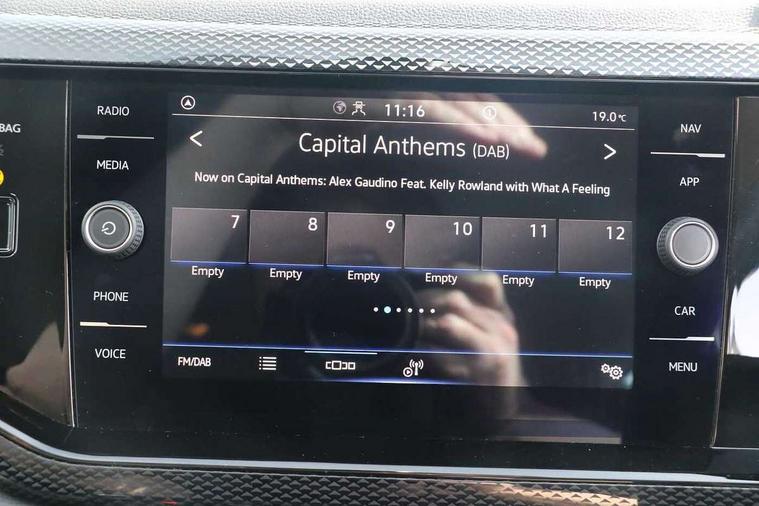 BAG
RADIO
MEDIA
PHONE
VOICE
11:16
19.0°C
Capital Anthems (DAB)
Now on Capital Anthems: Alex Gaudino Feat. Kelly Rowland with What A Feeling
7 8 9 10 11 12
Empty Empty Empty Empty Empty Empty
FM/DAB
NAV
APP
CAR
MENU